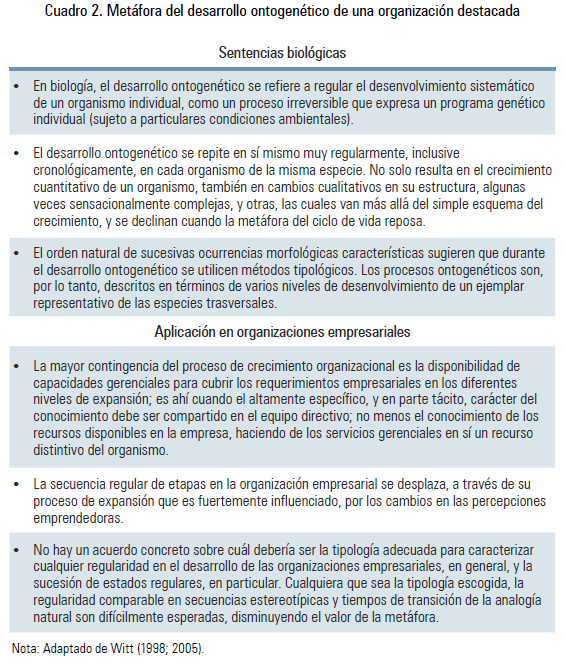 Cuadro 2. Metáfora del desarrollo ontogenético de una organización destacada
Sentencias biológicas
• En biología, el desarrollo ontogenético se refiere a regular el desenvolvimiento sistemático
de un organismo individual, como un proceso irreversible que expresa un programa genético
individual (sujeto a particulares condiciones ambientales).
• El desarrollo ontogenético se repite en sí mismo muy regularmente, inclusive
cronológicamente, en cada organismo de la misma especie. No solo resulta en el crecimiento
cuantitativo de un organismo, también en cambios cualitativos en su estructura, algunas
veces sensacionalmente complejas, y otras, las cuales van más allá del simple esquema del
crecimiento, y se declinan cuando la metáfora del ciclo de vida reposa.
• El orden natural de sucesivas ocurrencias morfológicas características sugieren que durante
el desarrollo ontogenético se utilicen métodos tipológicos. Los procesos ontogenéticos son,
por lo tanto, descritos en términos de varios niveles de desenvolvimiento de un ejemplar
representativo de las especies trasversales.
Aplicación en organizaciones empresariales
• La mayor contingencia del proceso de crecimiento organizacional es la disponibilidad de
capacidades gerenciales para cubrir los requerimientos empresariales en los diferentes
niveles de expansión; es ahí cuando el altamente específico, y en parte tácito, carácter del
conocimiento debe ser compartido en el equipo directivo; no menos el conocimiento de los
recursos disponibles en la empresa, haciendo de los servicios gerenciales en sí un recurso
distintivo del organismo.
• La secuencia regular de etapas en la organización empresarial se desplaza, a través de su
proceso de expansión que es fuertemente influenciado, por los cambios en las percepciones
emprendedoras.
• No hay un acuerdo concreto sobre cuál debería ser la tipología adecuada para caracterizar
cualquier regularidad en el desarrollo de las organizaciones empresariales, en general, y la
sucesión de estados regulares, en particular. Cualquiera que sea la tipología escogida, la
regularidad comparable en secuencias estereotípicas y tiempos de transición de la analogía
natural son difícilmente esperadas, disminuyendo el valor de la metáfora.
Nota: Adaptado de Witt (1998; 2005).